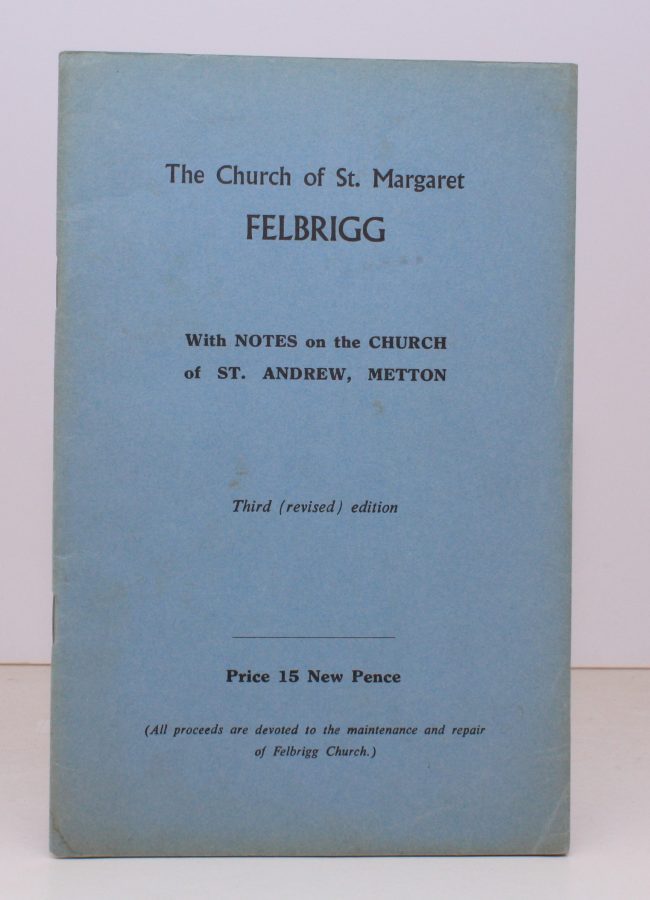 The Church of St. Margaret
FELBRIGG
With NOTES on the CHURCH
of ST. ANDREW, METTON
Third (revised) edition
Price 15 New Pence
(All proceeds are devoted to the maintenance and repair
of Felbrigg Church.)